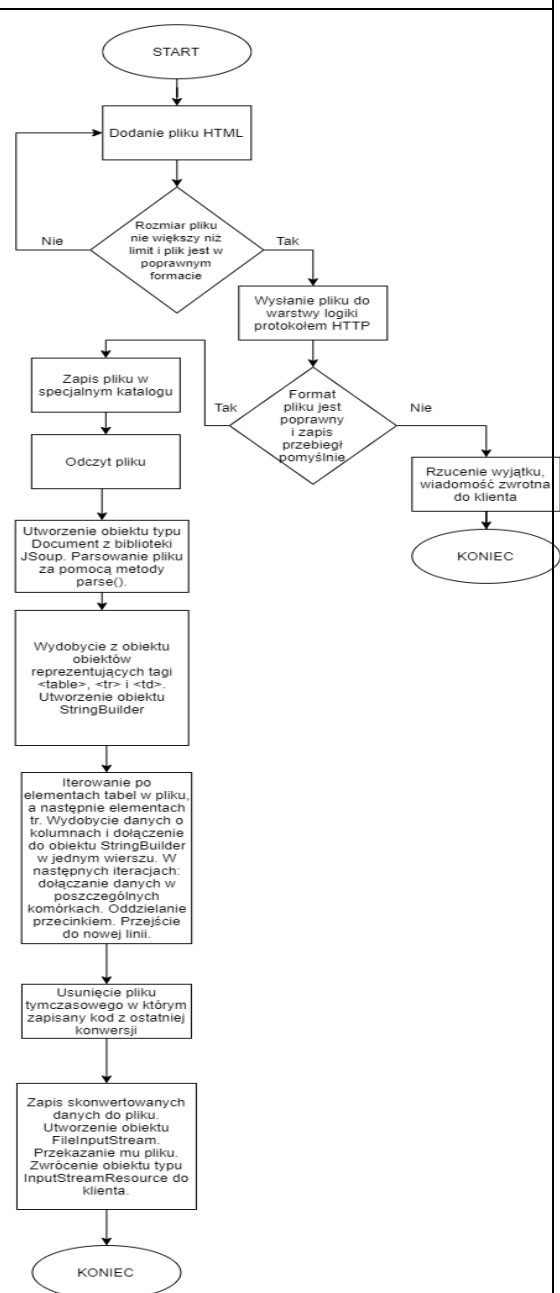 START
Dodanie pliku HTML
Rozmiar pliku
nie większy niż
limit i plik jest w
poprawnym
formacie
Nie
Tak
Wysłanie pliku do
warstwy logiki
protokołem HTTP
Format
pliku jest
poprawny
i zapis
przebiegł
pomyślnie
Tak
Nie
Zapis pliku w
specjalnym katalogu
Odczyt pliku
Rzucenie wyjątku,
wiadomość zwrotna
do klienta
KONIEC
Utworzenie obiektu typu
Document z biblioteki
JSoup. Parsowanie pliku
za pomocą metody
parse().
Wydobycie z obiektu
obiektów
reprezentujących tagi
<table>, <tr> i <td>.
Utworzenie obiektu
StringBuilder
Iterowanie po
elementach tabel w pliku,
a następnie elementach
tr. Wydobycie danych o
kolumnach i dołączenie
do obiektu StringBuilder
w jednym wierszu. W
następnych iteracjach:
dołączanie danych w
poszczególnych
komórkach. Oddzielanie
przecinkiem. Przejście
do nowej linii.
Usunięcie pliku
tymczasowego w którym
zapisany kod z ostatniej
konwersji
Zapis skonwertowanych
danych do pliku.
Utworzenie obiektu
FileInputStream.
Przekazanie mu pliku.
Zwrócenie obiektu typu
InputStreamResource do
klienta.
KONIEC